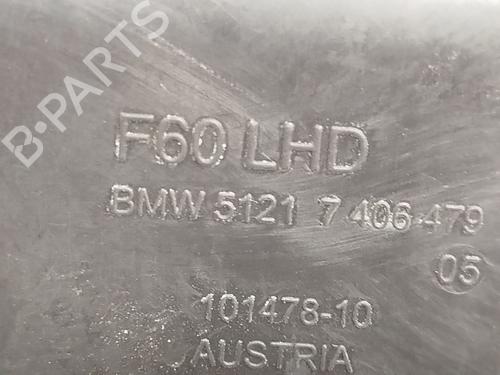 B-PARTS
F60 LHD
BMW 5121 7 406 479
05
101478-10
AUSTRIA